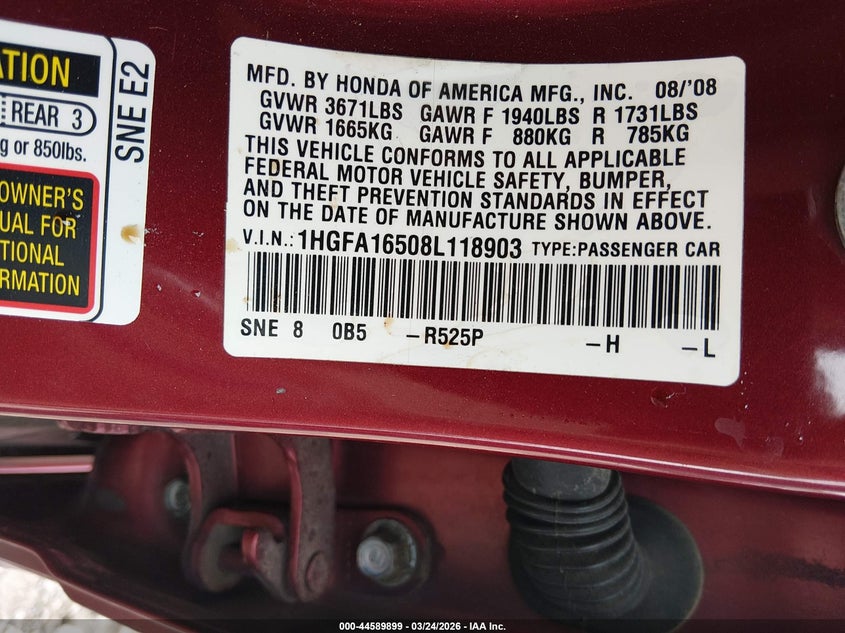 ATION
REAR 3
g or 850lbs.
OWNER'S
UAL FOR
TIONAL
RMATION
SNE E2
MFD. BY HONDA OF AMERICA MFG., INC. 08/'08
GVWR 3671LBS GAWR F 1940LBS R 1731LBS
GVWR 1665KG GAWR F 880KG R 785KG
THIS VEHICLE CONFORMS TO ALL APPLICABLE
FEDERAL MOTOR VEHICLE SAFETY, BUMPER,
AND THEFT PREVENTION STANDARDS IN EFFECT
ON THE DATE OF MANUFACTURE SHOWN ABOVE.
V.I.N.: 1HGFA16508L118903 TYPE:PASSENGER CAR
SNE 8 0B5 -R525P -H -L
000-44589899 — 03/24/2026 — IAA Inc.